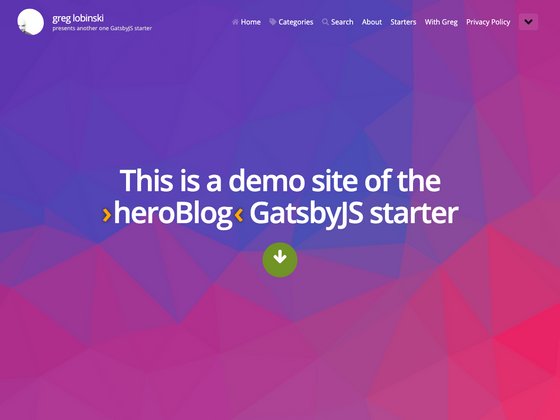 greg lobinski
presents another one GatsbyJS starter
Home Categories Search About Starters With Greg Privacy Policy
This is a demo site of the
›heroBlog‹ GatsbyJS starter